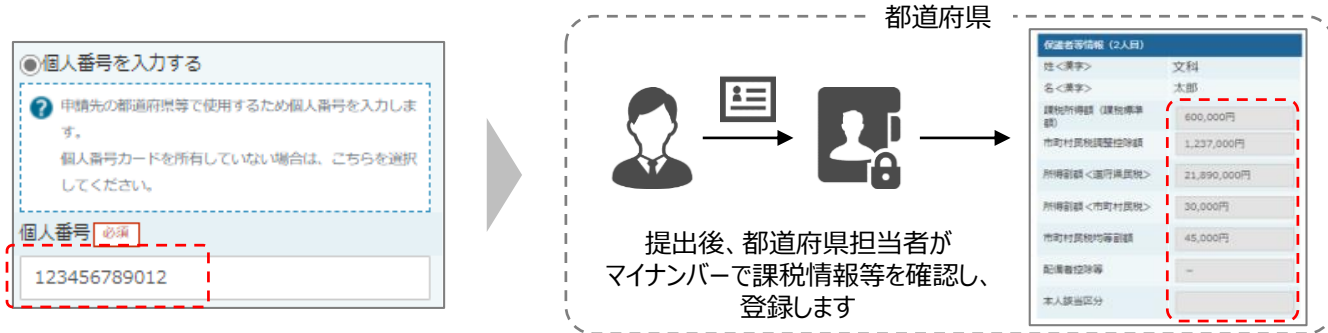 個人番号を入力する
申請先の都道府県等で使用するため個人番号を入力しま
す。
個人番号カードを所有していない場合は、こちらを選択
してください。
個人番号 必須
123456789012
都道府県
提出後、都道府県担当者が
マイナンバーで課税情報等を確認し、
登録します
保護者等情報（2人目）
姓<漢字> 文科
名<漢字> 太郎
課税所得額（課税標準
額） 600,000円
市町村民税調整控除額 1,237,000円
所得割額<道府県民税> 21,890,000円
所得割額<市町村民税> 30,000円
市町村民税均等割額 45,000円
配偶者控除等 －
本人該当区分